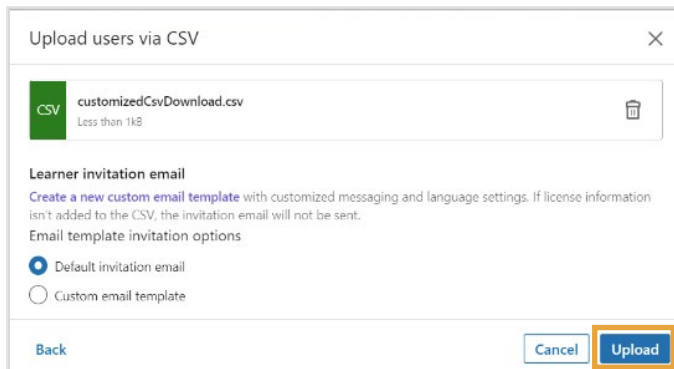 Upload users via CSV
CSV
customizedCsvDownload.csv
Less than 1kB
Learner invitation email
Create a new custom email template with customized messaging and language settings. If license information
isn't added to the CSV, the invitation email will not be sent.
Email template invitation options
Default invitation email
Custom email template
Back
Cancel
Upload